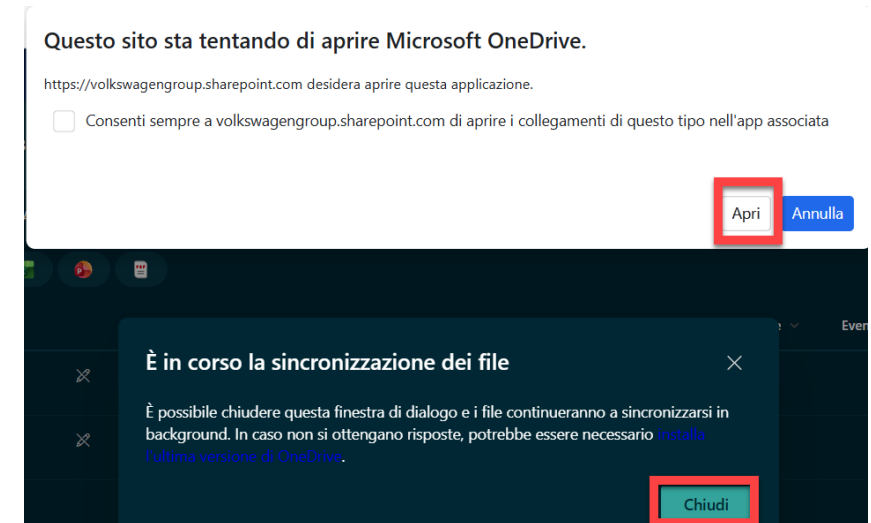 Questo sito sta tentando di aprire Microsoft OneDrive.
https://volkswagengroup.sharepoint.com desidera aprire questa applicazione.
Consenti sempre a volkswagengroup.sharepoint.com di aprire i collegamenti di questo tipo nell'app associata
Apri
Annulla
Even
È in corso la sincronizzazione dei file
È possibile chiudere questa finestra di dialogo e i file continueranno a sincronizzarsi in
background. In caso non si ottengano risposte, potrebbe essere necessario installa
l'ultima versione di OneDrive.
Chiudi